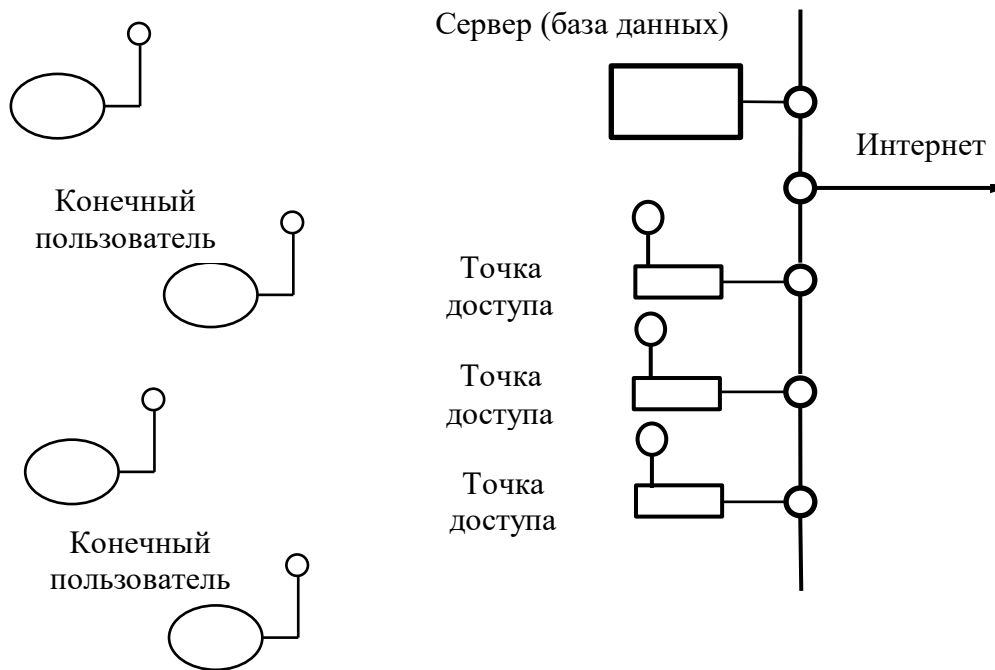 Сервер (база данных)
Интернет
Конечный
пользователь
Точка
доступа
Точка
доступа
Точка
доступа
Конечный
пользователь